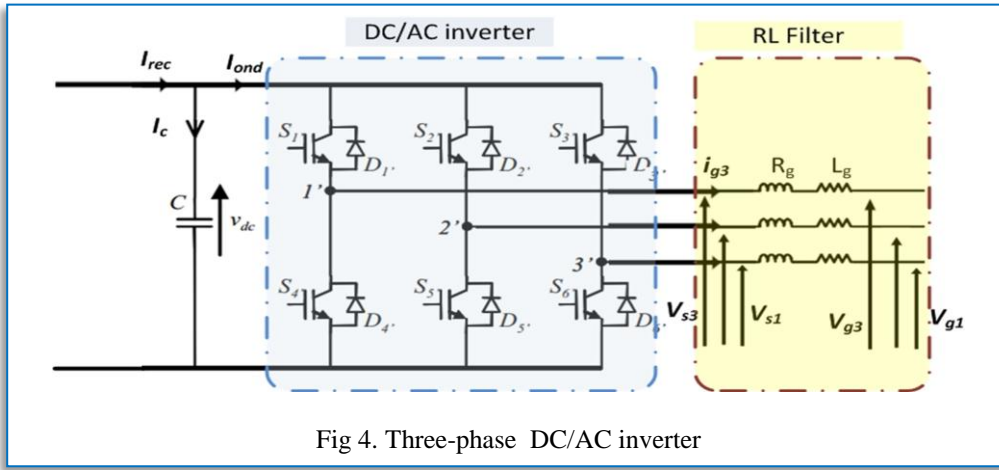 DC/AC inverter
RL Filter
I_rec
I_ond
I_c
C
v_dc
S_1
D_1'
S_2
D_2'
S_3
D_3'
1'
2'
3'
S_4
D_4'
S_5
D_5'
S_6
D_6'
i_g3
R_g
L_g
V_s3
V_s1
V_g3
V_g1
Fig 4. Three-phase DC/AC inverter